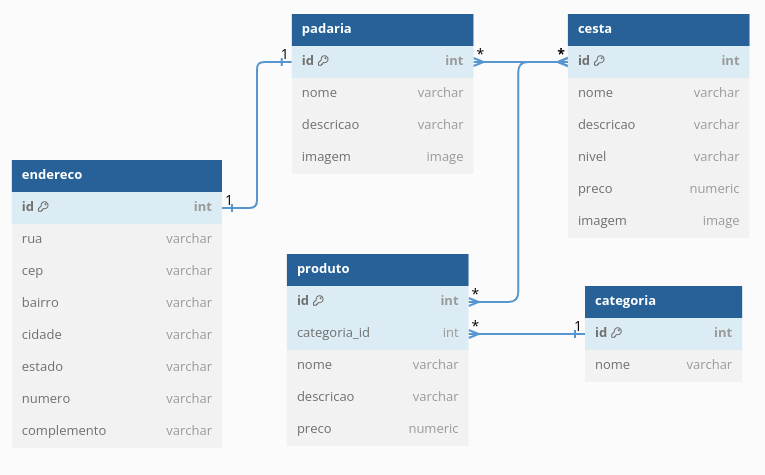 padaria
id int
nome varchar
descricao varchar
imagem image
cesta
id int
nome varchar
descricao varchar
nivel varchar
preco numeric
imagem image
1
*
*
endereco
id int
rua varchar
cep varchar
bairro varchar
cidade varchar
estado varchar
numero varchar
complemento varchar
1
produto
id int
categoria_id int
nome varchar
descricao varchar
preco numeric
*
*
1
categoria
id int
nome varchar